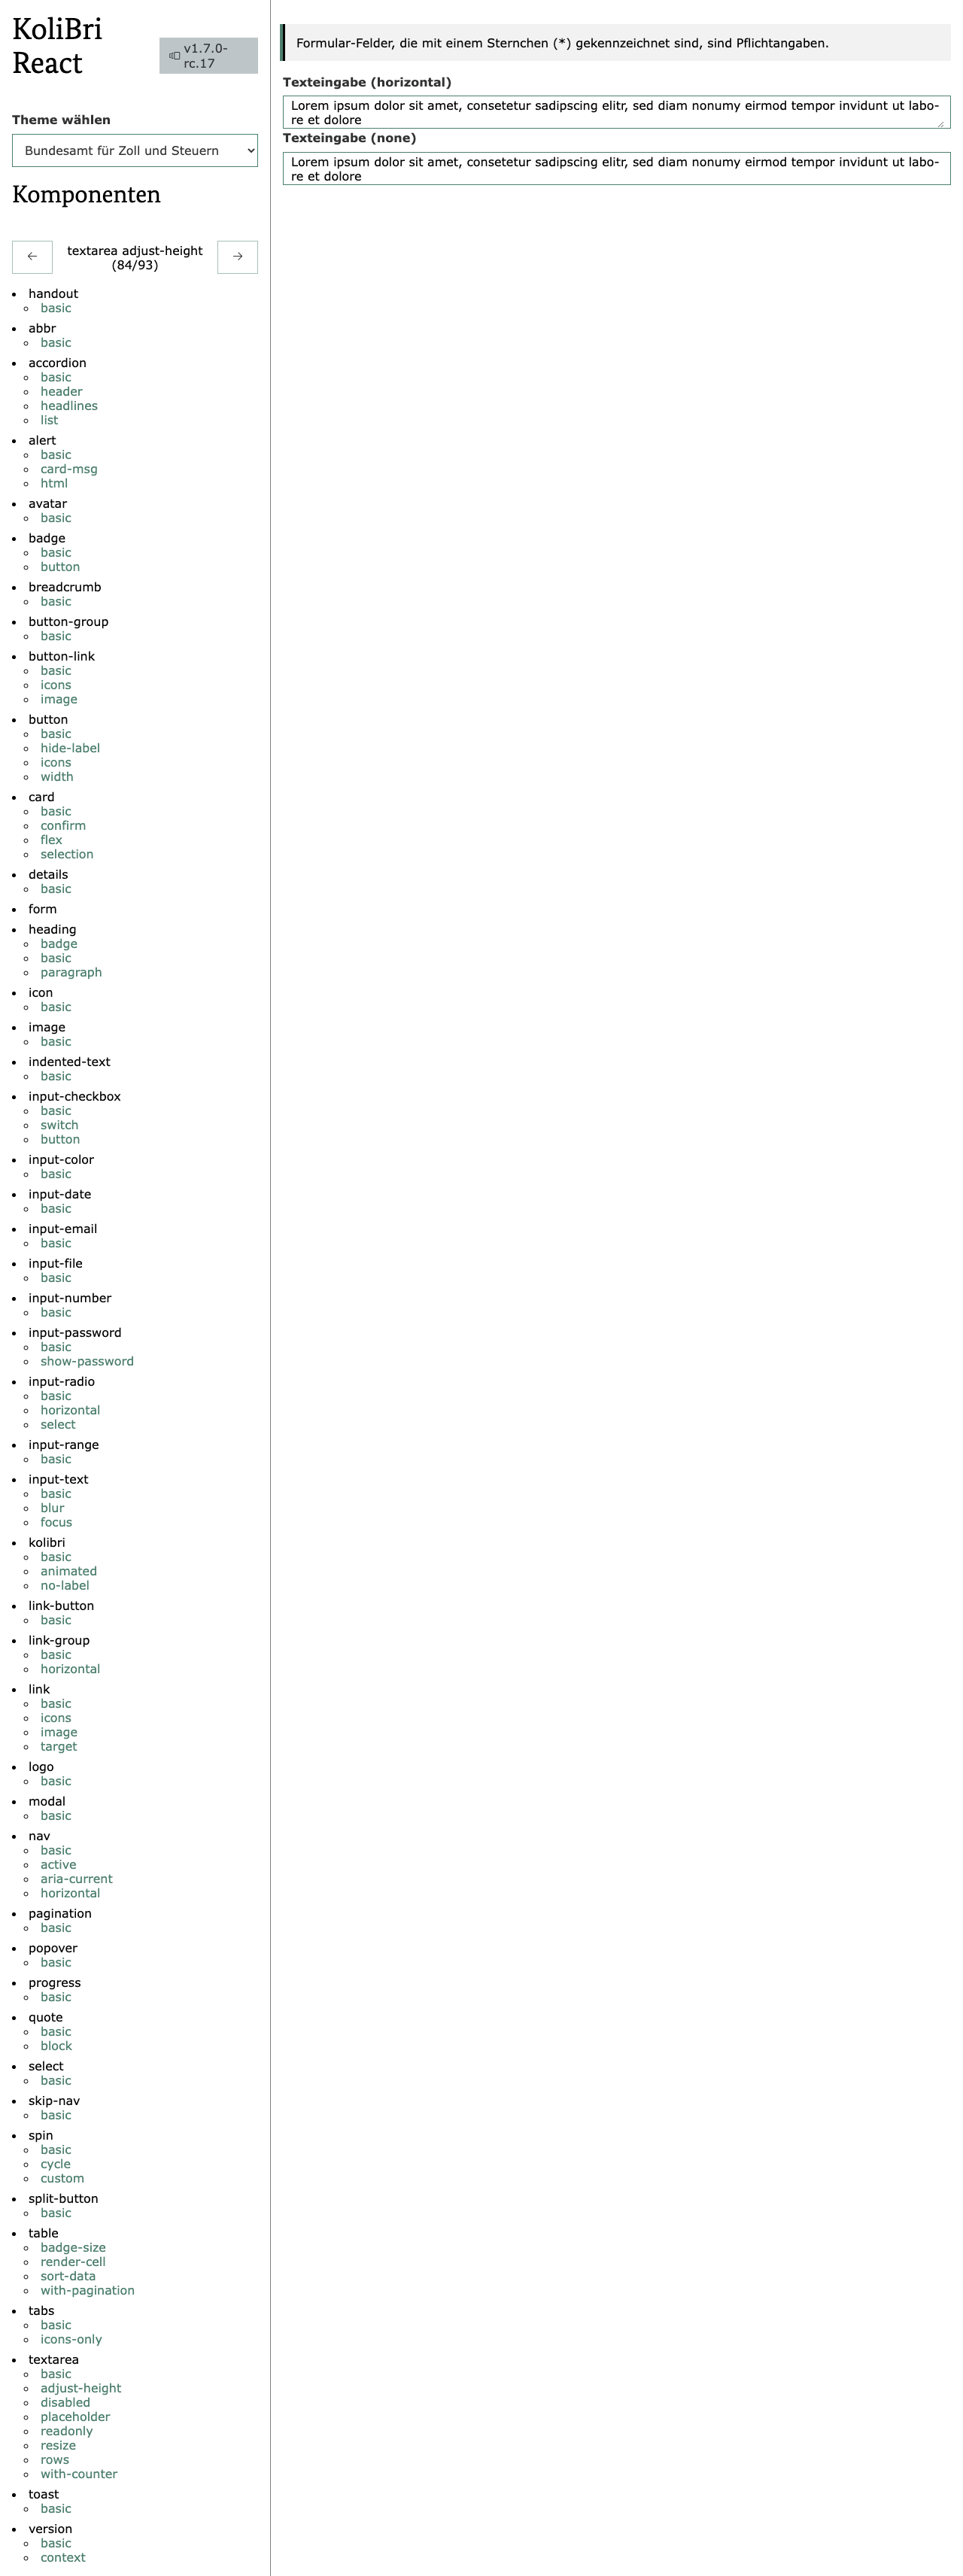 KoliBri
React
v1.7.0-
rc.17
Theme wählen
Bundesamt für Zoll und Steuern
Komponenten
←
textarea adjust-height
(84/93)
→
handout
basic
abbr
basic
accordion
basic
header
headlines
list
alert
basic
card-msg
html
avatar
basic
badge
basic
button
breadcrumb
basic
button-group
basic
button-link
basic
icons
image
button
basic
hide-label
icons
width
card
basic
confirm
flex
selection
details
basic
form
heading
badge
basic
paragraph
icon
basic
image
basic
indented-text
basic
input-checkbox
basic
switch
button
input-color
basic
input-date
basic
input-email
basic
input-file
basic
input-number
basic
input-password
basic
show-password
input-radio
basic
horizontal
select
input-range
basic
input-text
basic
blur
focus
kolibri
basic
animated
no-label
link-button
basic
link-group
basic
horizontal
link
basic
icons
image
target
logo
basic
modal
basic
nav
basic
active
aria-current
horizontal
pagination
basic
popover
basic
progress
basic
quote
basic
block
select
basic
skip-nav
basic
spin
basic
cycle
custom
split-button
basic
table
badge-size
render-cell
sort-data
with-pagination
tabs
basic
icons-only
textarea
basic
adjust-height
disabled
placeholder
readonly
resize
rows
with-counter
toast
basic
version
basic
context
Formular-Felder, die mit einem Sternchen (*) gekennzeichnet sind, sind Pflichtangaben.
Texteingabe (horizontal)
Lorem ipsum dolor sit amet, consetetur sadipscing elitr, sed diam nonumy eirmod tempor invidunt ut labo-
re et dolore
Texteingabe (none)
Lorem ipsum dolor sit amet, consetetur sadipscing elitr, sed diam nonumy eirmod tempor invidunt ut labo-
re et dolore